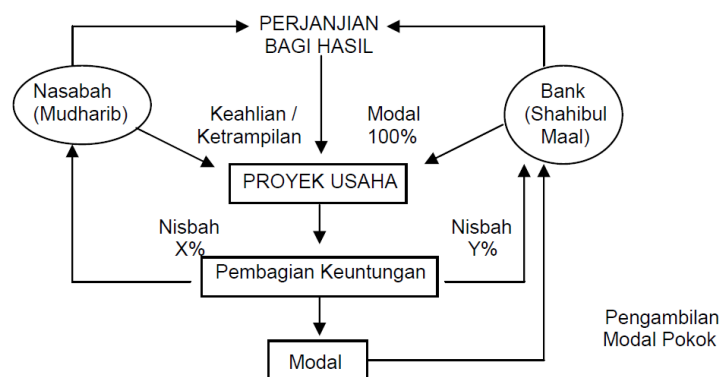 PERJANJIAN
BAGI HASIL
Nasabah
(Mudharib)
Bank
(Shahibul
Maal)
Keahlian /
Ketrampilan
Modal
100%
PROYEK USAHA
Nisbah
X%
Nisbah
Y%
Pembagian Keuntungan
Pengambilan
Modal Pokok
Modal